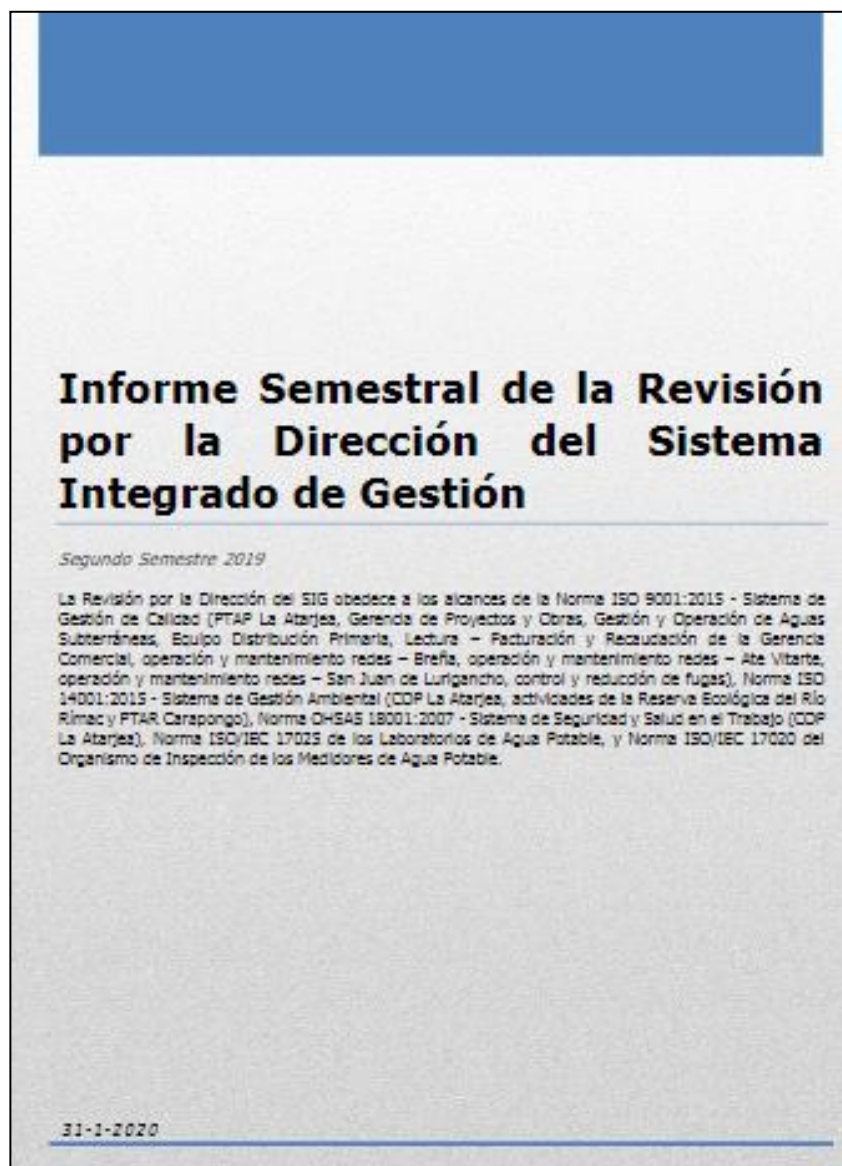 Informe Semestral de la Revisión
por la Dirección del Sistema
Integrado de Gestión
Segundo Semestre 2019
La Revisión por la Dirección del SIG obedece a los alcances de la Norma ISO 9001:2015 - Sistema de
Gestión de Calidad (PTAP La Atarjea, Gerencia de Proyectos y Obras, Gestión y Operación de Aguas
Subterráneas, Equipo Distribución Primaria, Lectura – Facturación y Recaudación de la Gerencia
Comercial, operación y mantenimiento redes – Breña, operación y mantenimiento redes – Ate Vitarte,
operación y mantenimiento redes – San Juan de Lurigancho, control y reducción de fugas), Norma ISO
14001:2015 - Sistema de Gestión Ambiental (COP La Atarjea, actividades de la Reserva Ecológica del Río
Rímac y PTAR Carapongo), Norma OHSAS 18001:2007 - Sistema de Seguridad y Salud en el Trabajo (COP
La Atarjea), Norma ISO/IEC 17025 de los Laboratorios de Agua Potable, y Norma ISO/IEC 17020 del
Organismo de Inspección de los Medidores de Agua Potable.
31-1-2020